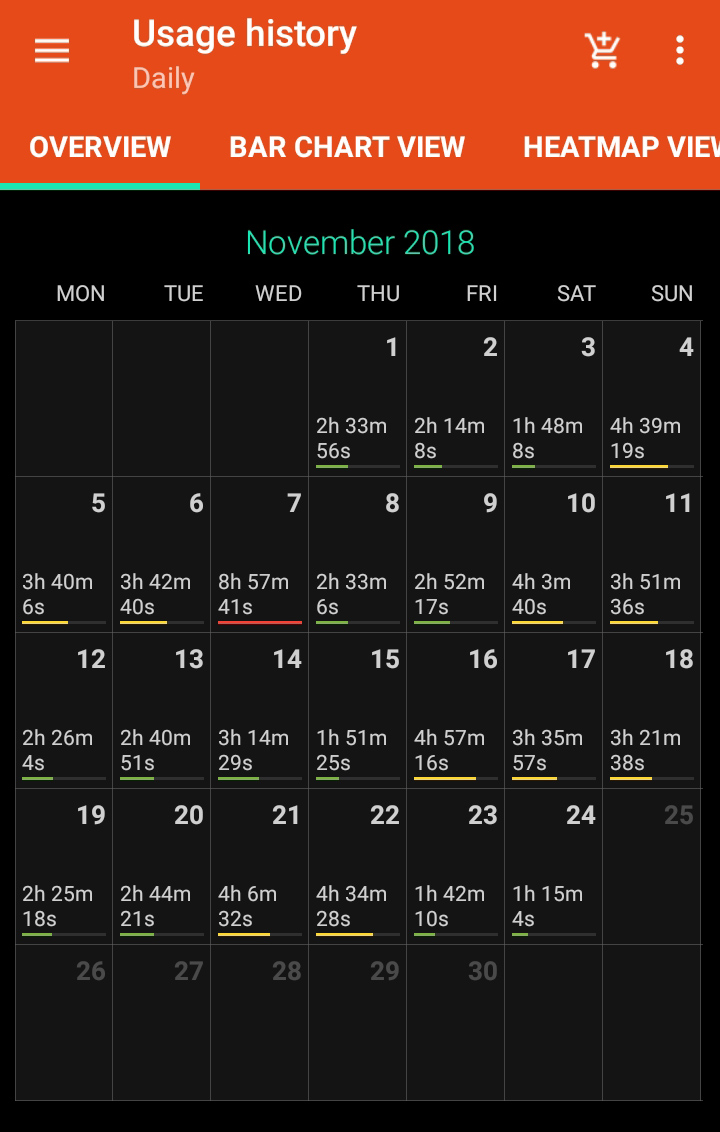 Usage history
Daily
OVERVIEW BAR CHART VIEW HEATMAP VIEW
November 2018
MON TUE WED THU FRI SAT SUN
1 2 3 4
2h 33m 2h 14m 1h 48m 4h 39m
56s 8s 8s 19s
5 6 7 8 9 10 11
3h 40m 3h 42m 8h 57m 2h 33m 2h 52m 4h 3m 3h 51m
6s 40s 41s 6s 17s 40s 36s
12 13 14 15 16 17 18
2h 26m 2h 40m 3h 14m 1h 51m 4h 57m 3h 35m 3h 21m
4s 51s 29s 25s 16s 57s 38s
19 20 21 22 23 24 25
2h 25m 2h 44m 4h 6m 4h 34m 1h 42m 1h 15m
18s 21s 32s 28s 10s 4s
26 27 28 29 30